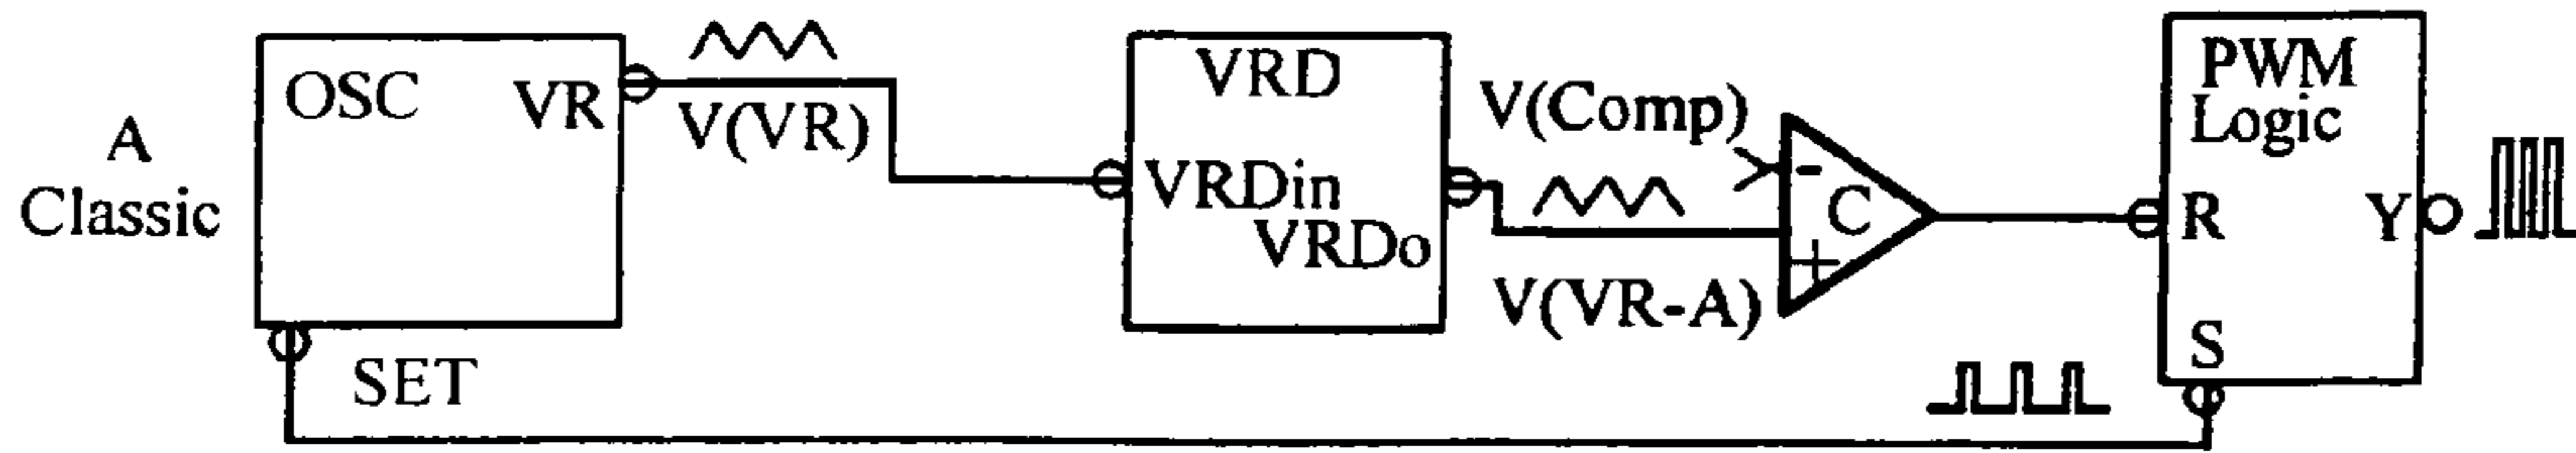 A
Classic
OSC
VR
V(VR)
SET
VRD
VRDin
VRDo
V(Comp)
V(VR-A)
-
C
+
PWM
Logic
R
Y
S